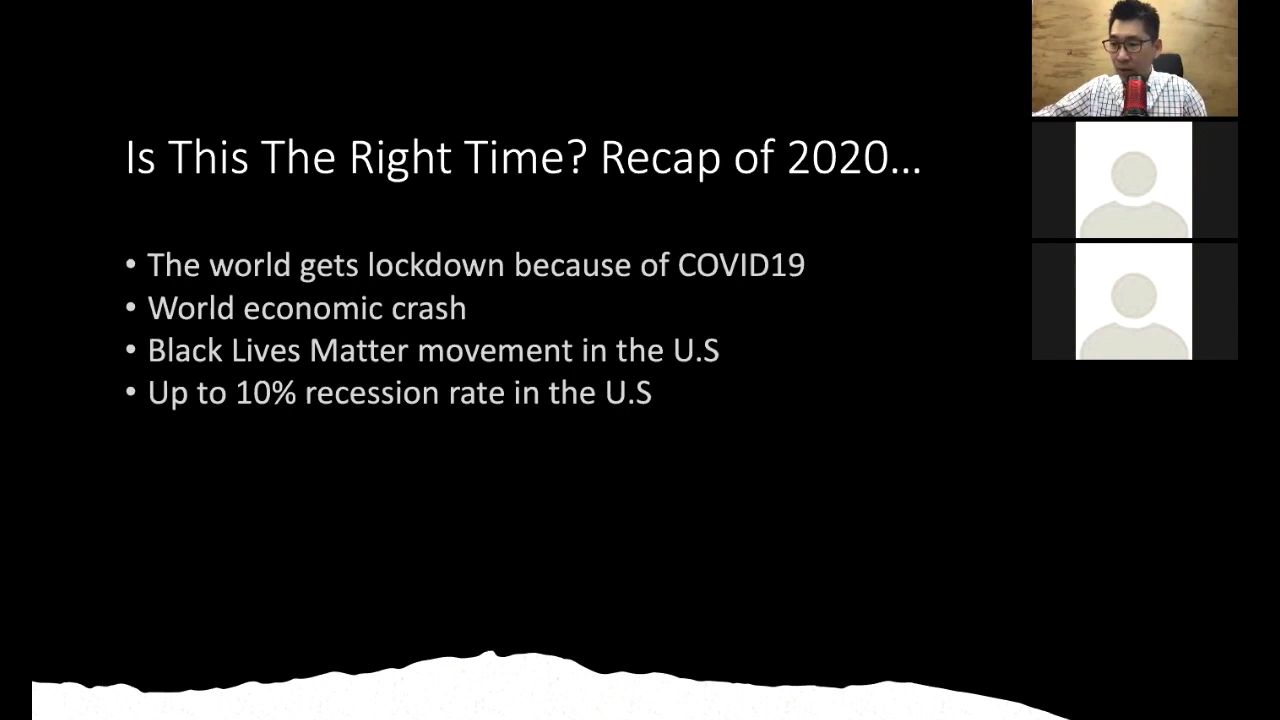 Is This The Right Time? Recap of 2020...
• The world gets lockdown because of COVID19
• World economic crash
• Black Lives Matter movement in the U.S
• Up to 10% recession rate in the U.S